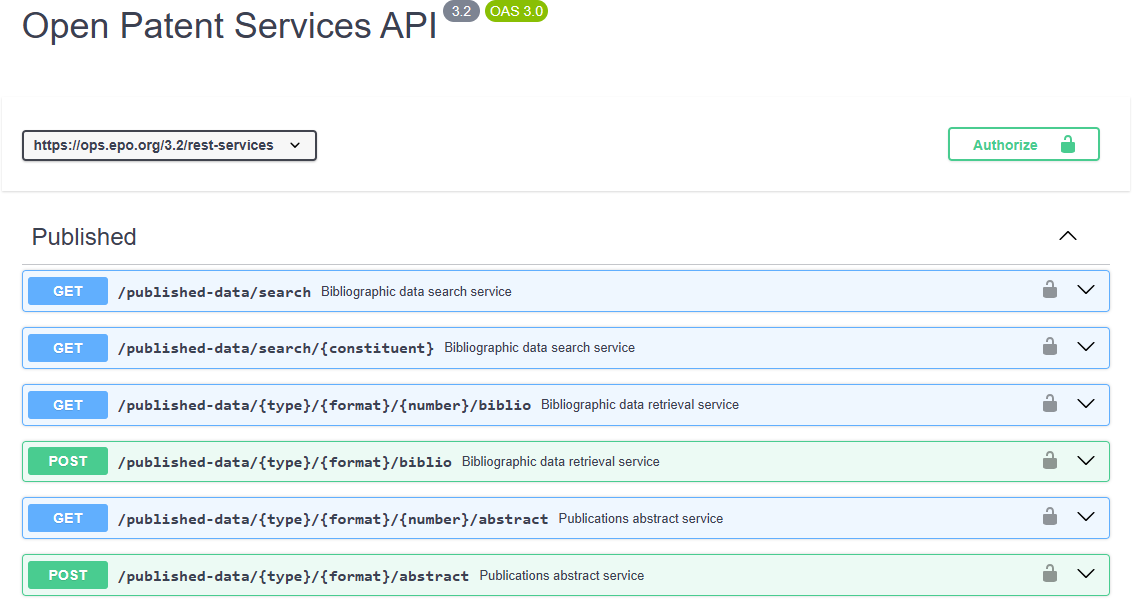 Open Patent Services API 3.2 OAS 3.0
https://ops.epo.org/3.2/rest-services
Authorize
Published
GET /published-data/search Bibliographic data search service
GET /published-data/search/{constituent} Bibliographic data search service
GET /published-data/{type}/{format}/{number}/biblio Bibliographic data retrieval service
POST /published-data/{type}/{format}/biblio Bibliographic data retrieval service
GET /published-data/{type}/{format}/{number}/abstract Publications abstract service
POST /published-data/{type}/{format}/abstract Publications abstract service